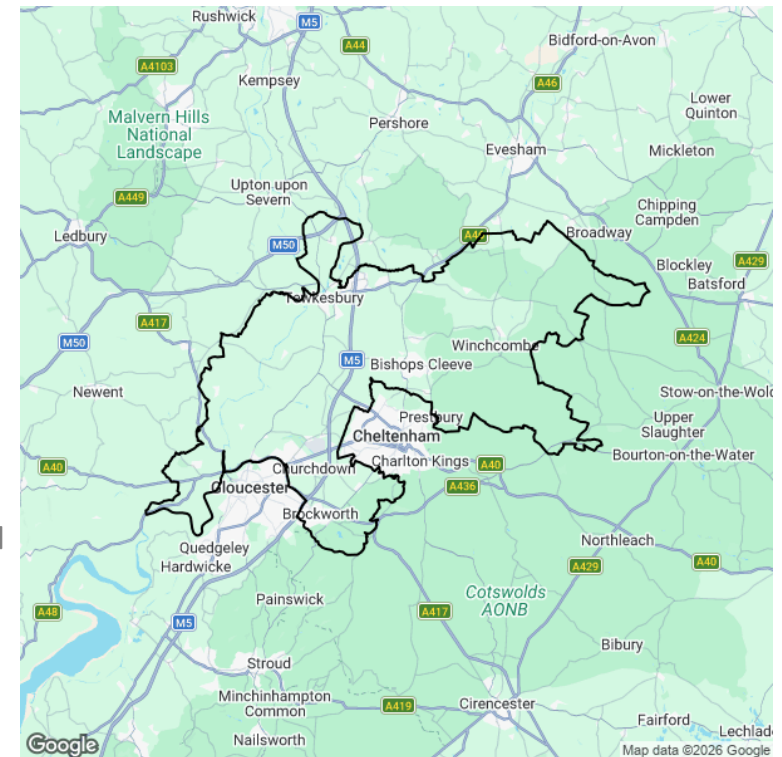 Rushwick
M5
A44
Bidford-on-Avon
A4103
Kempsey
A46
Lower
Quinton
Malvern Hills
National
Landscape
Pershore
Evesham
Mickleton
A449
Upton upon
Severn
Chipping
Campden
Ledbury
M50
A46
Broadway
Blockley
A429
Batsford
Tewkesbury
A417
M50
M5
Winchcombe
A424
Bishops Cleeve
Newent
Stow-on-the-Wold
Prestbury
Upper
Slaughter
Cheltenham
Bourton-on-the-Water
A40
Churchdown
Charlton Kings
A40
Gloucester
A436
Brockworth
Quedgeley
Northleach
Hardwicke
A429
A40
Painswick
Cotswolds
AONB
A48
M5
A417
Bibury
Stroud
Minchinhampton
Common
A419
Cirencester
Fairford
Nailsworth
Lechlad
Google
Map data ©2026 Google